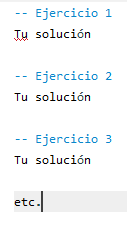 -- Ejercicio 1
Tu solución
-- Ejercicio 2
Tu solución
-- Ejercicio 3
Tu solución
etc.